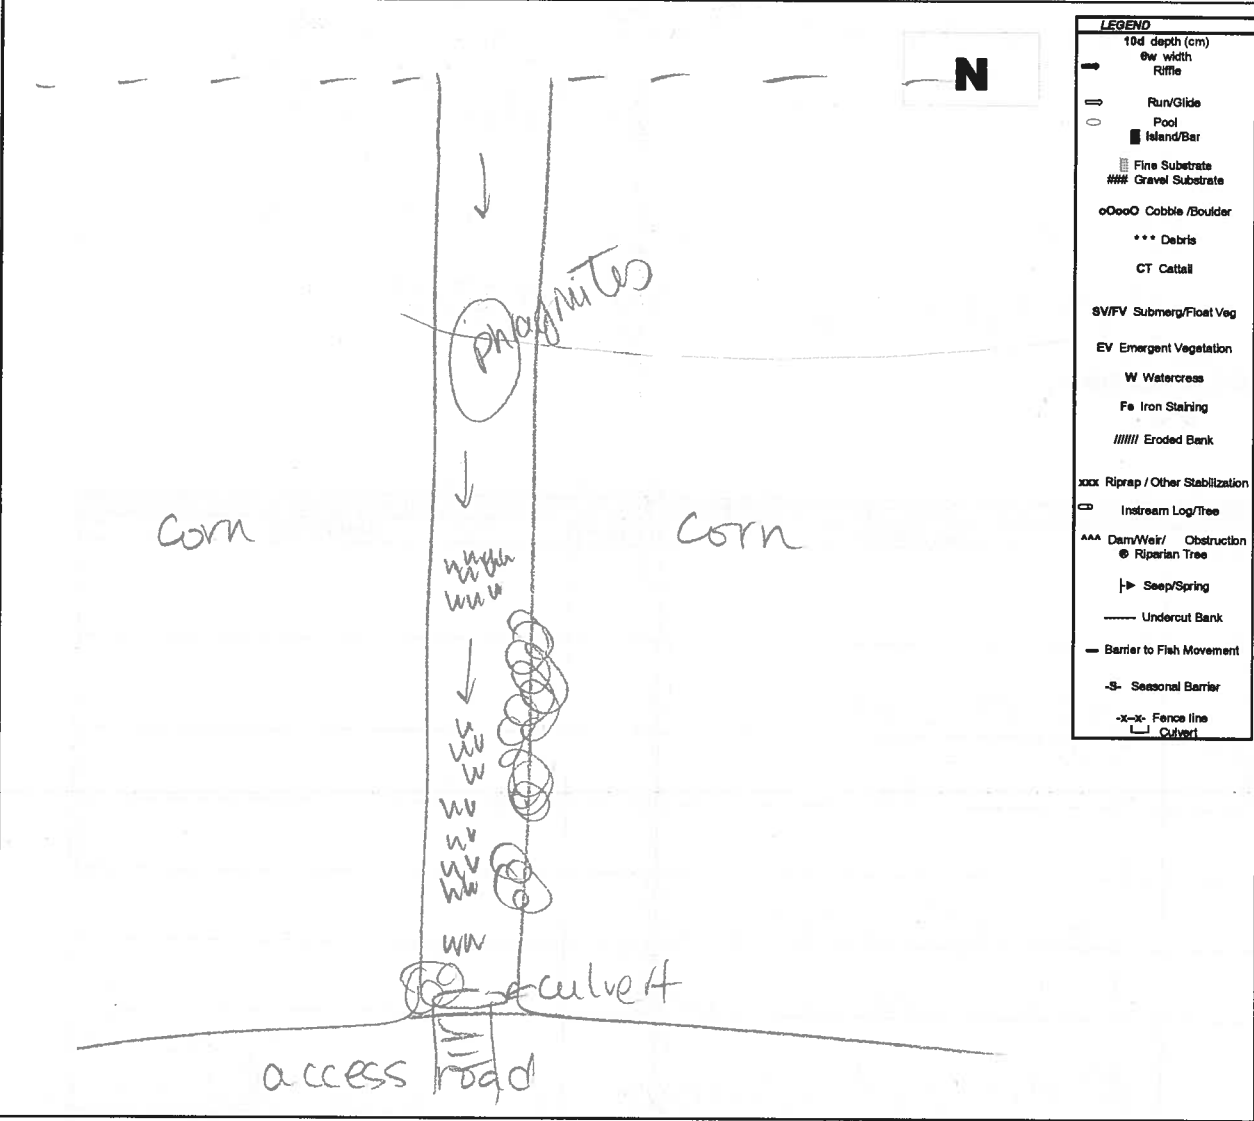 N
LEGEND
10d depth (cm)
6w width
Riffle
Run/Glide
Pool
Island/Bar
Fine Substrate
### Gravel Substrate
oOooO Cobble /Boulder
*** Debris
CT Cattail
SV/FV Submerg/Float Veg
EV Emergent Vegetation
W Watercress
Fe Iron Staining
/////// Eroded Bank
xxx Riprap / Other Stabilization
Instream Log/Tree
^^^ Dam/Weir/ Obstruction
Riparian Tree
Seep/Spring
Undercut Bank
Barrier to Fish Movement
-S- Seasonal Barrier
-x-x- Fence line
Culvert
phragmites
Corn
Corn
culvert
access road